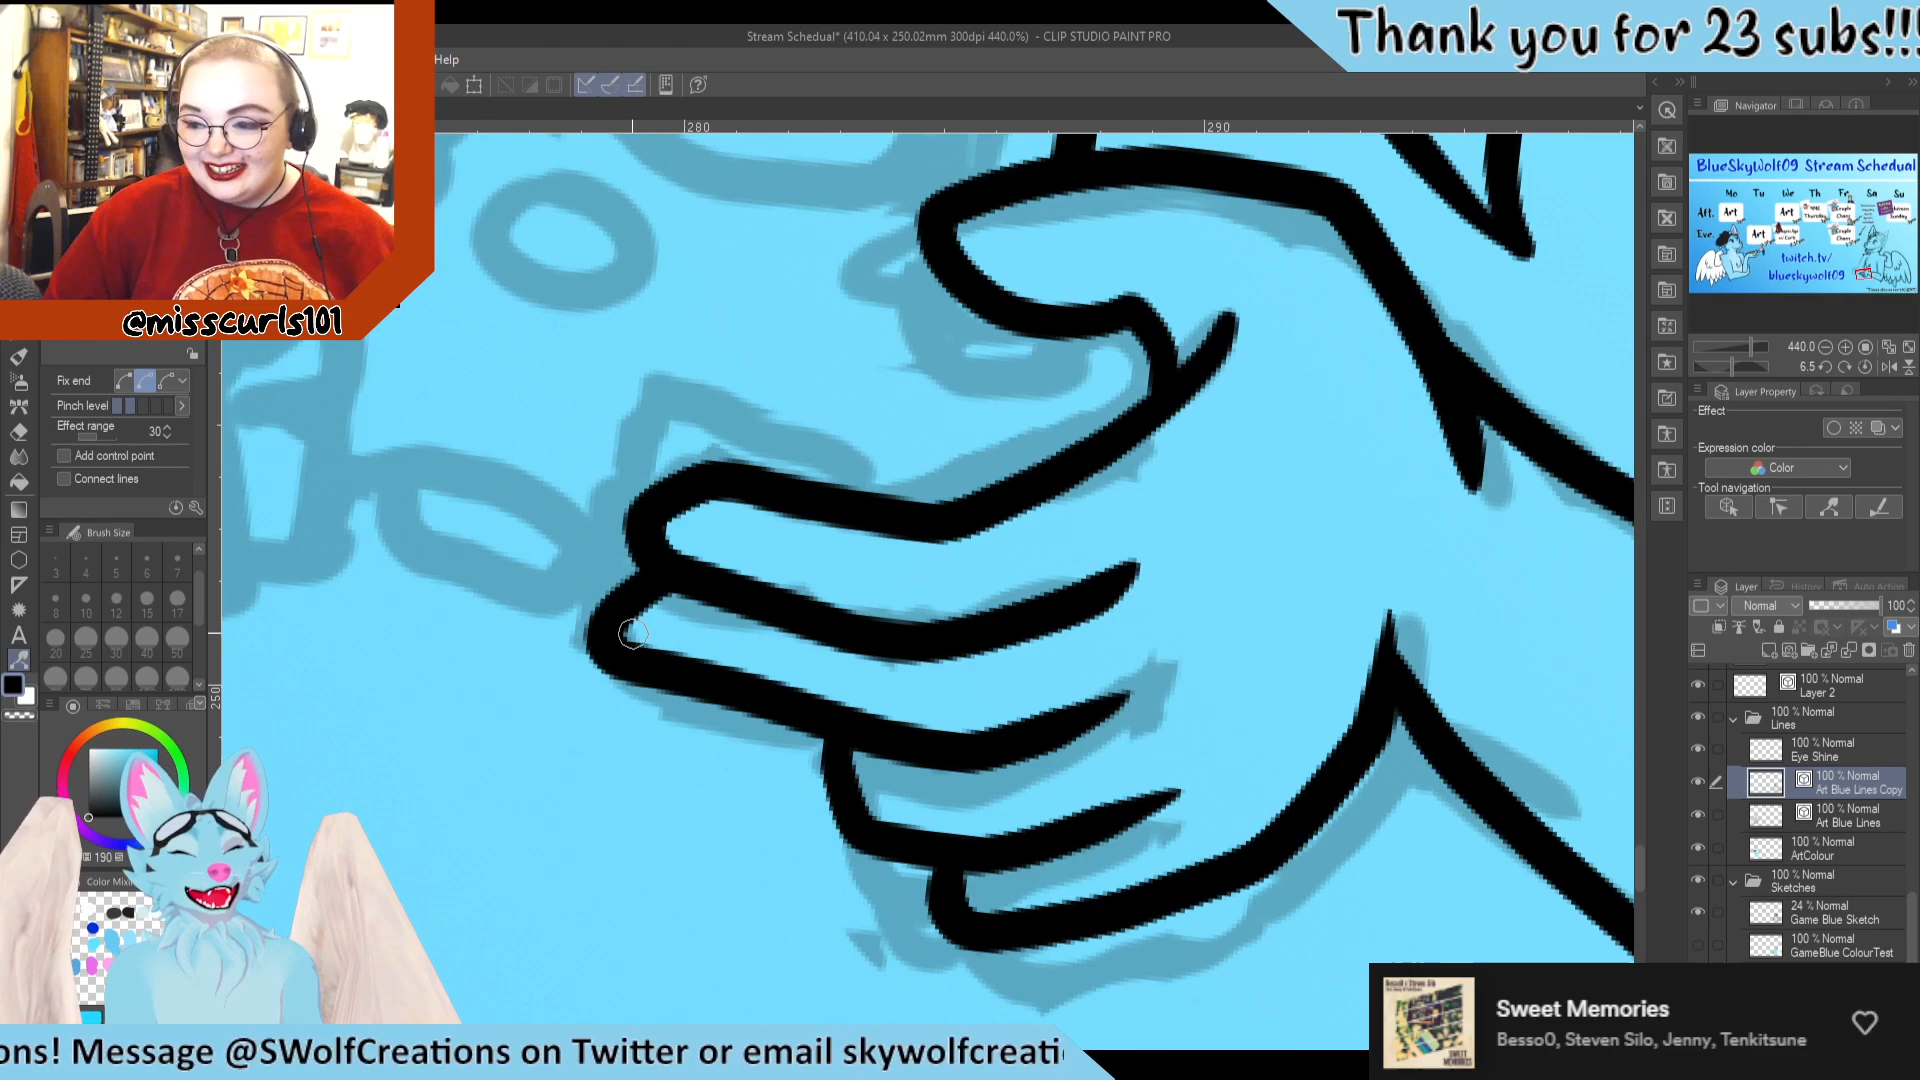 Thank you for 23 subs!!!
Stream Schedual* (410.04 x 250.02mm 300dpi 440.0%) - CLIP STUDIO PAINT PRO
Help
280
290
250
@misscurls101
Fix end
Pinch level
Effect range
30
Add control point
Connect lines
Brush Size
3 4 5 6 7
8 10 12 15 17
20 25 30 40 50
190
Color Mixi
Navigator
BlueSkyWolf09 Stream Schedual
Mo Tu We Th Fr Sa Su
Aft. Art Art
Eve. Art
twitch.tv/
blueskywolf09
440.0
6.5
Layer Property
Effect
Expression color
Color
Tool navigation
Layer
History
Auto Action
Normal
100
100 % Normal
Layer 2
100 % Normal
Lines
100 % Normal
Eye Shine
100 % Normal
Art Blue Lines Copy
100 % Normal
Art Blue Lines
100 % Normal
ArtColour
100 % Normal
Sketches
24 % Normal
Game Blue Sketch
100 % Normal
GameBlue ColourTest
Sweet Memories
BessoO, Steven Silo, Jenny, Tenkitsune
ons! Message @SWolfCreations on Twitter or email skywolfcreati